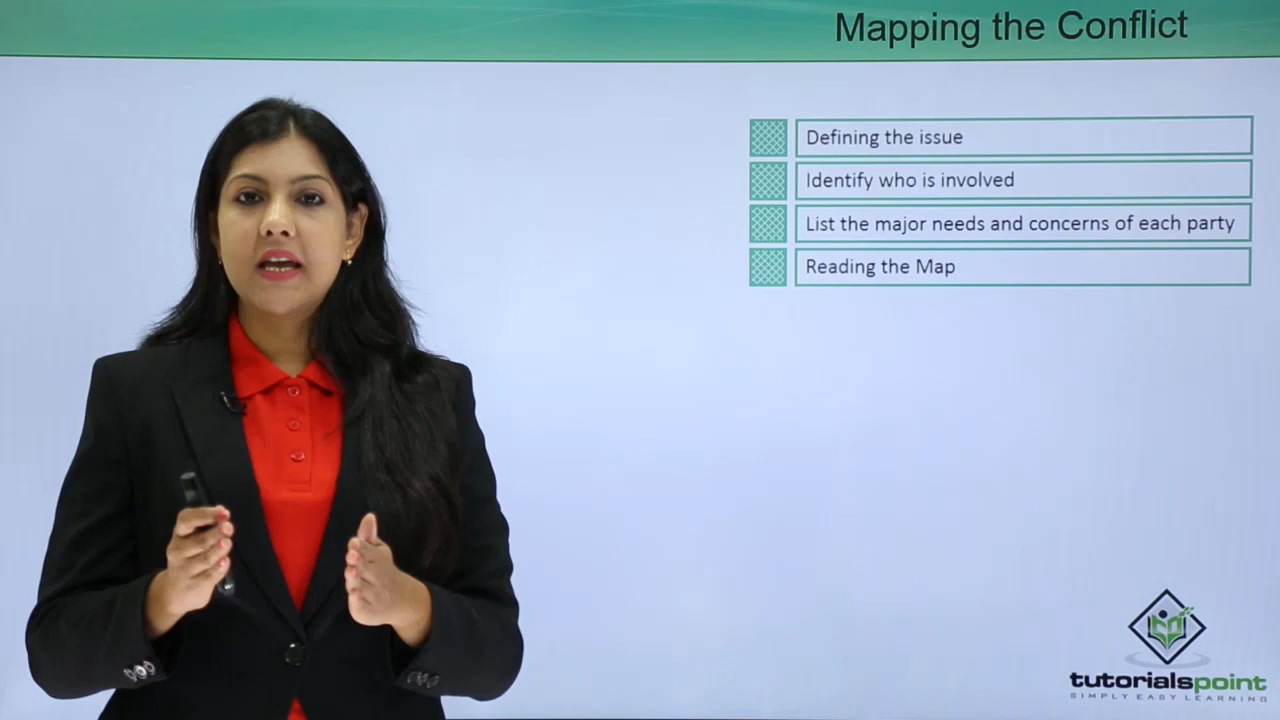 Mapping the Conflict
Defining the issue
Identify who is involved
List the major needs and concerns of each party
Reading the Map
tutorialspoint
SIMPLY EASY LEARNING